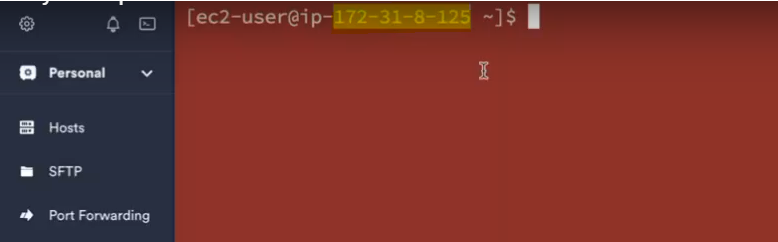 [ec2-user@ip-172-31-8-125 ~]$
Personal
Hosts
SFTP
Port Forwarding